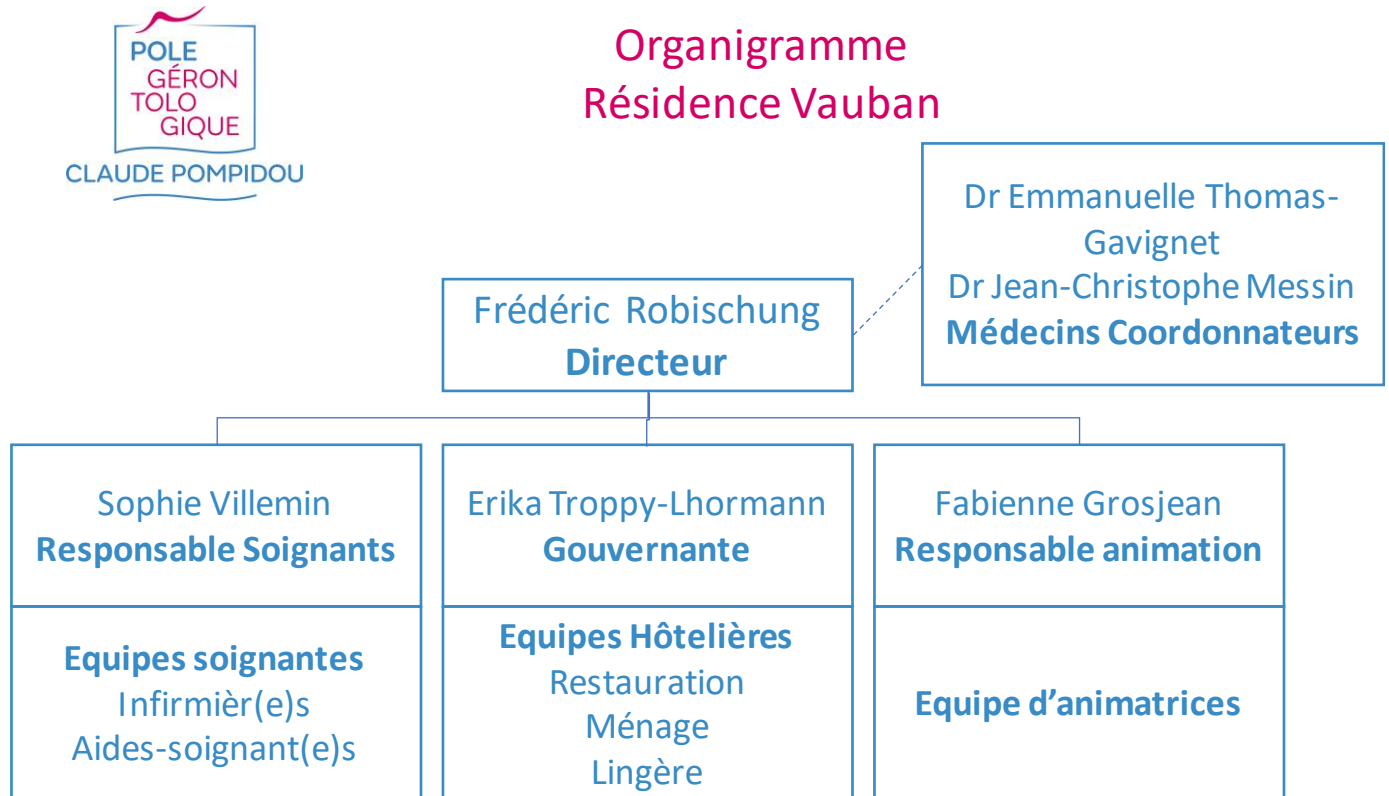 POLE
GÉRON
TOLO
GIQUE
CLAUDE POMPIDOU
Organigramme
Résidence Vauban
Dr Emmanuelle Thomas-
Gavignet
Dr Jean-Christophe Messin
Médecins Coordonnateurs
Frédéric Robischung
Directeur
Sophie Villemin
Responsable Soignants
Equipes soignantes
Infirmièr(e)s
Aides-soignant(e)s
Erika Troppy-Lhormann
Gouvernante
Equipes Hôtelières
Restauration
Ménage
Lingère
Fabienne Grosjean
Responsable animation
Equipe d’animatrices